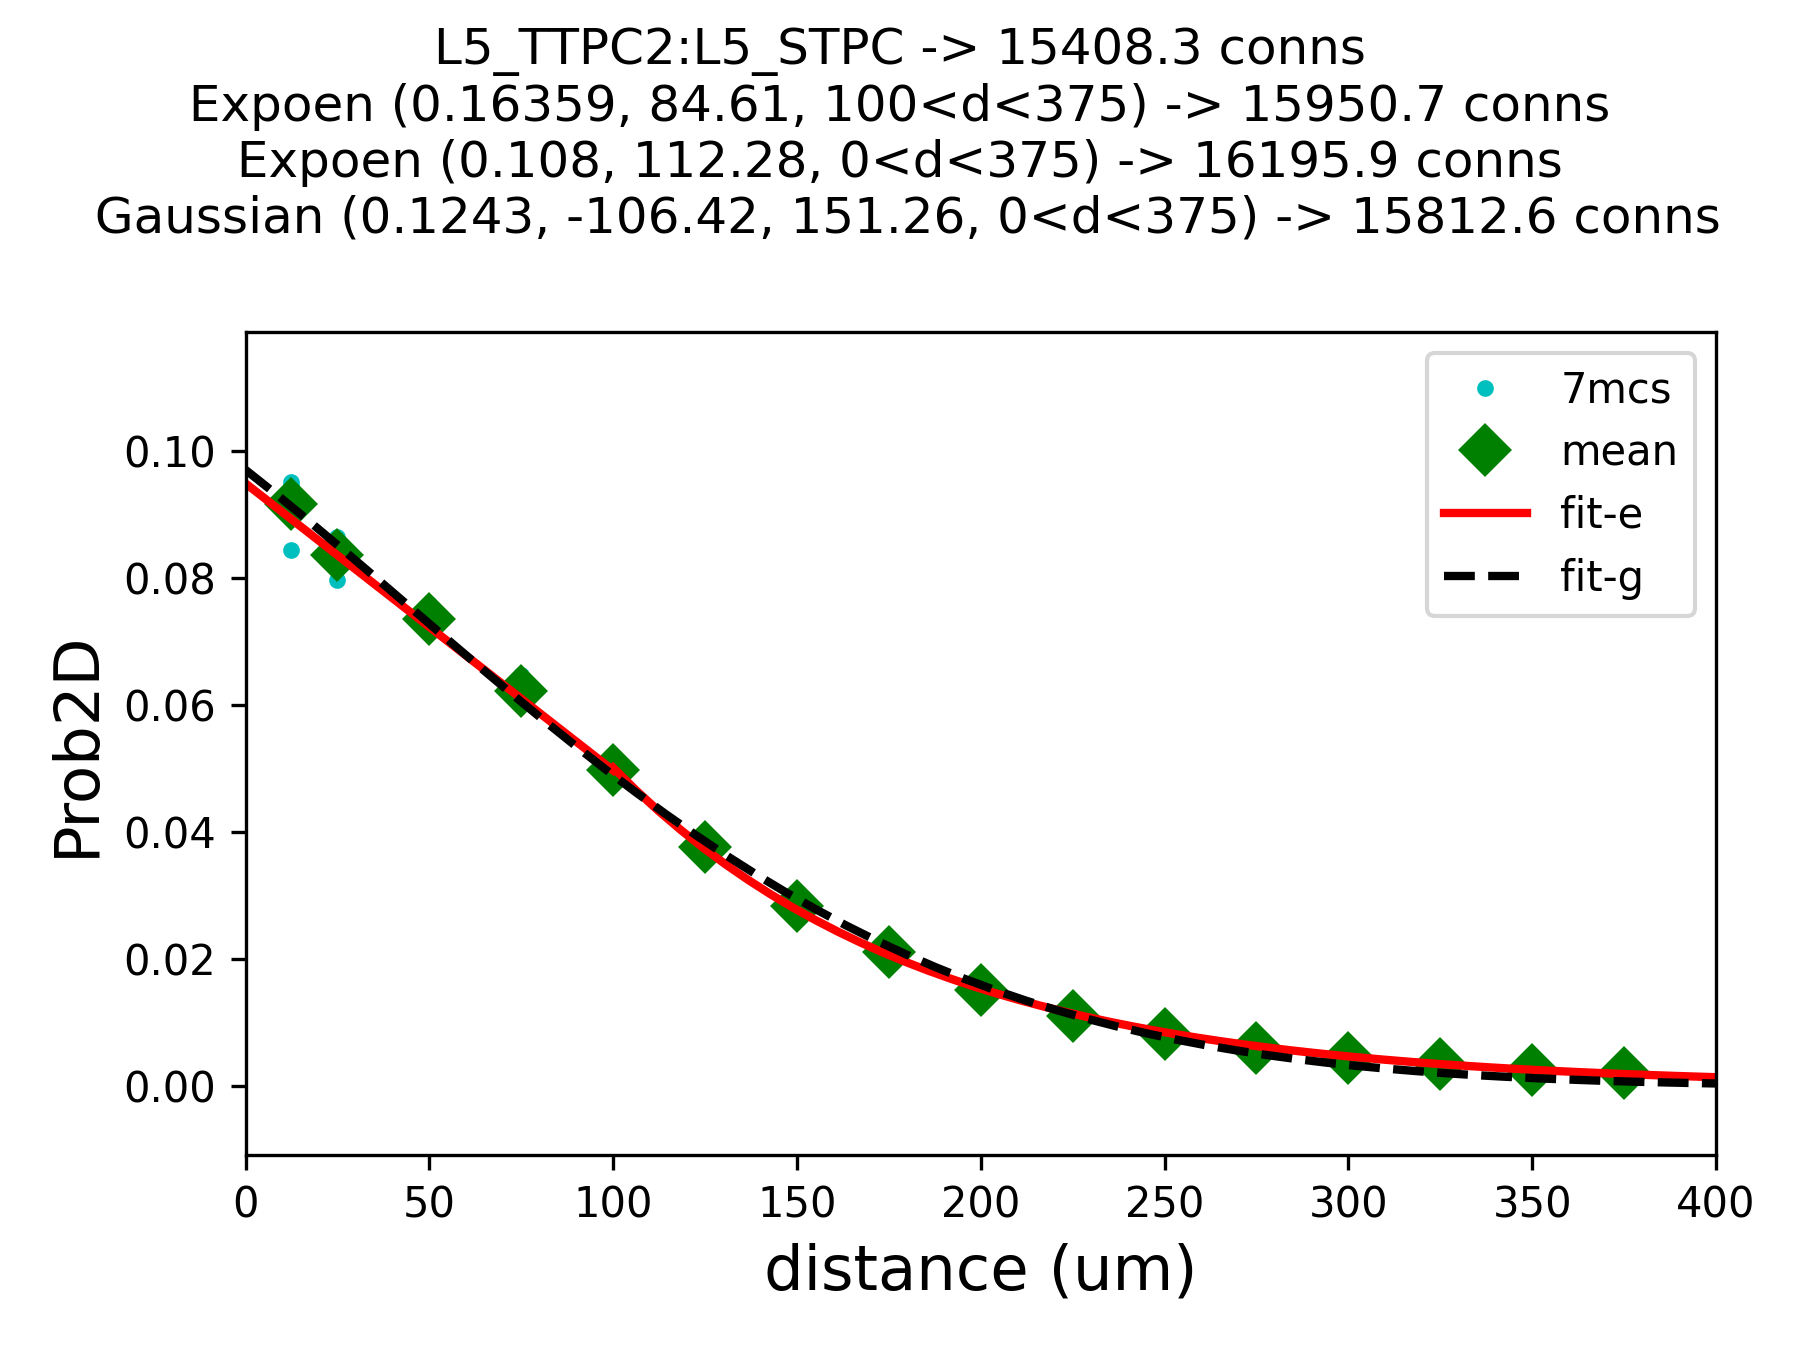 L5_TTPC2:L5_STPC -> 15408.3 conns
Expoen (0.16359, 84.61, 100<d<375) -> 15950.7 conns
Expoen (0.108, 112.28, 0<d<375) -> 16195.9 conns
Gaussian (0.1243, -106.42, 151.26, 0<d<375) -> 15812.6 conns
7mcs
mean
fit-e
fit-g
Prob2D
0.10
0.08
0.06
0.04
0.02
0.00
0 50 100 150 200 250 300 350 400
distance (um)